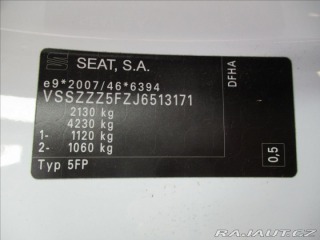 SEAT, S.A.
e9*2007/46*6394
VSSZZZ5FZJ6513171
2130 kg
4230 kg
1- 1120 kg
2- 1060 kg
Typ 5FP
DFHA
0,5
RAJAUT.CZ